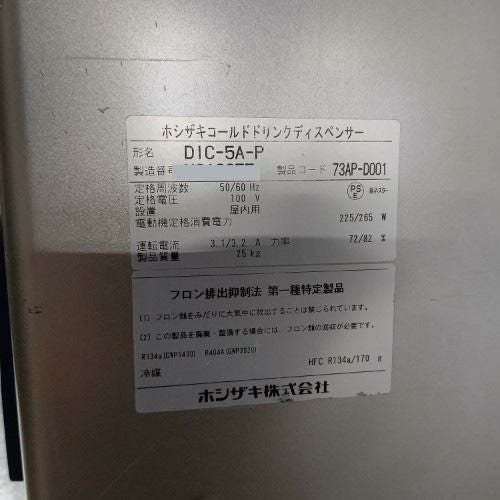 ホシザキコールドドリンクディスペンサー
形名 DIC-5A-P
製造番号 製品コード 73AP-D001
定格周波数 50/60 Hz
定格電圧 100 V
設置 屋内用
電動機定格消費電力 225/265 W
運転電流 3.1/3.2 A 力率 72/82 %
製品質量 25 kg
フロン排出抑制法 第一種特定製品
(1) フロン類をみだりに大気中に放出することは禁じられています。
(2) この製品を廃棄・整備する場合には、フロン類の回収が必要です。
R134a(GWP1430) R404A(GWP3920)
冷媒 HFC R134a/170 g
ホシザキ株式会社